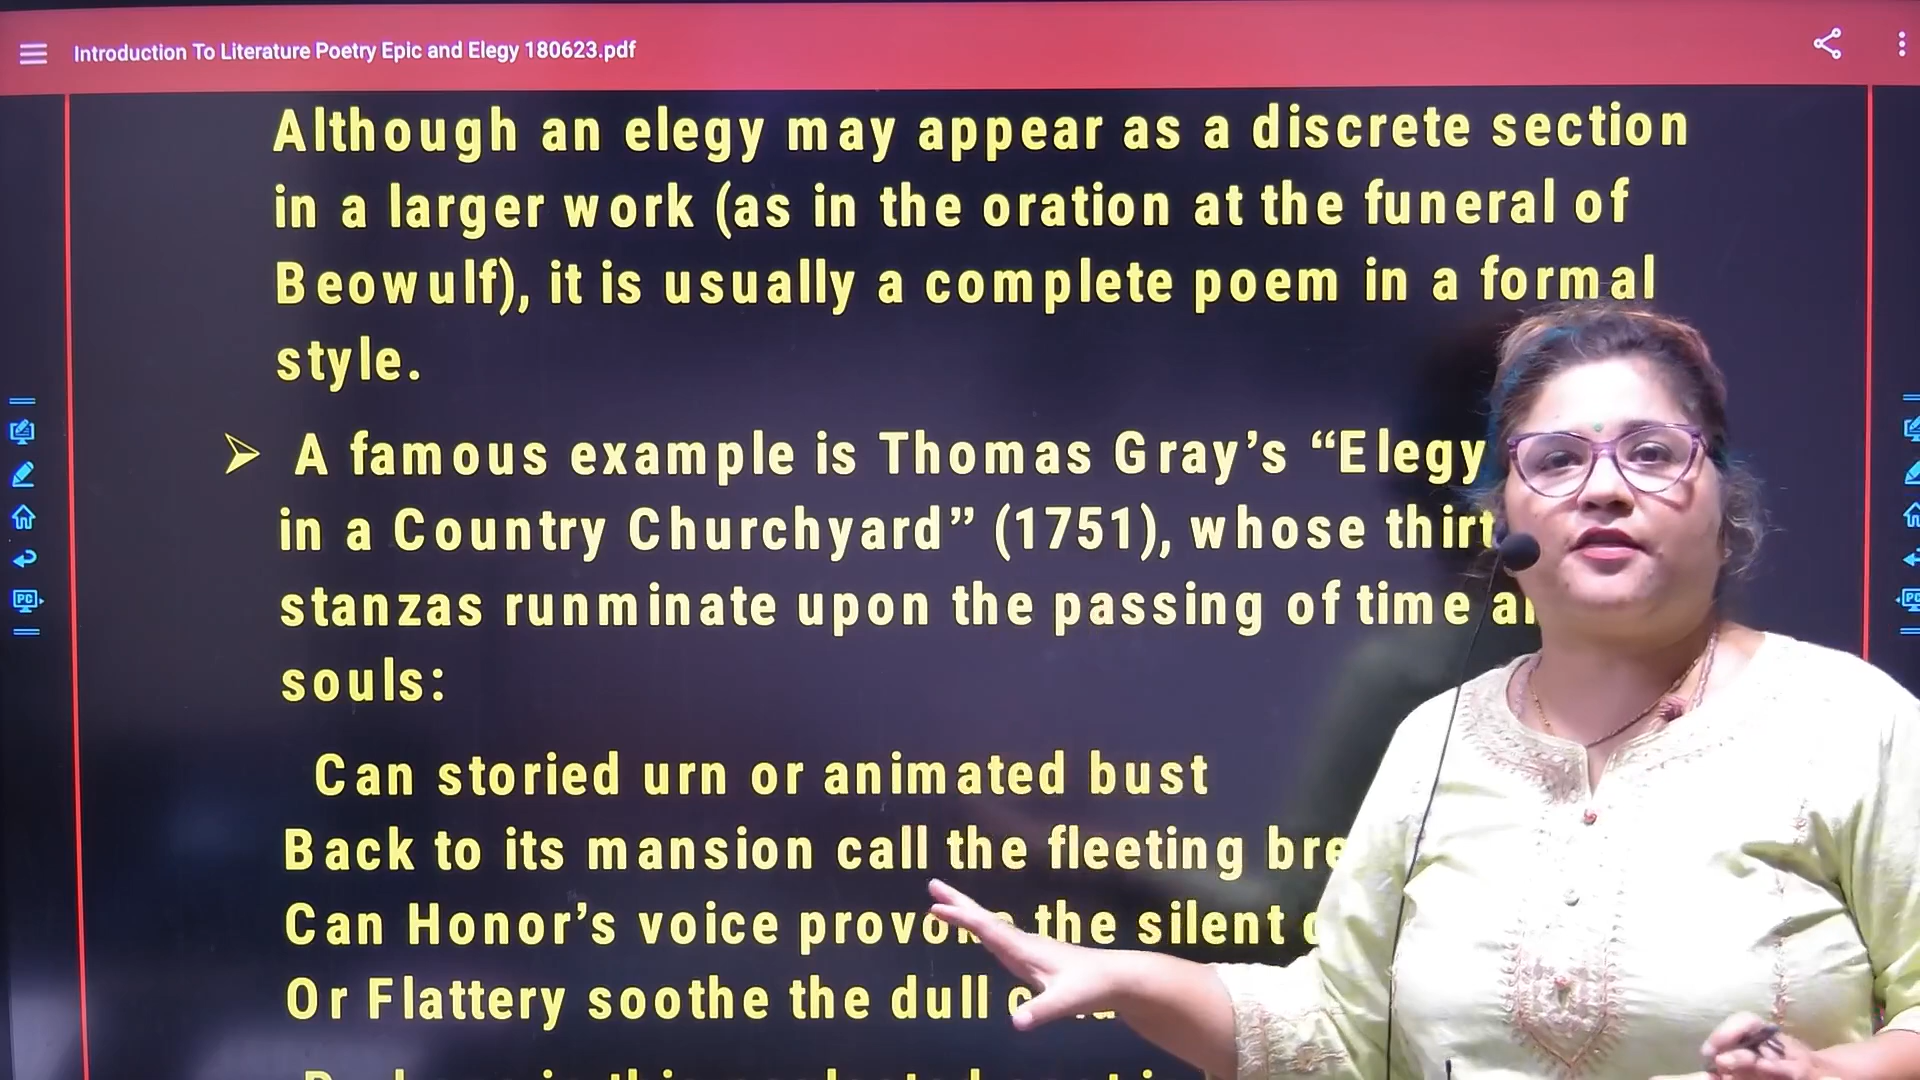 Introduction To Literature Poetry Epic and Elegy 180623.pdf
Although an elegy may appear as a discrete section
in a larger work (as in the oration at the funeral of
Beowulf), it is usually a complete poem in a formal
style.
➢ A famous example is Thomas Gray’s “Elegy
in a Country Churchyard” (1751), whose
stanzas runminate upon the passing of time
souls:
Can storied urn or animated bust
Back to its mansion call the fleeting
Can Honor’s voice provoke the silent
Or Flattery soothe the dull
PC